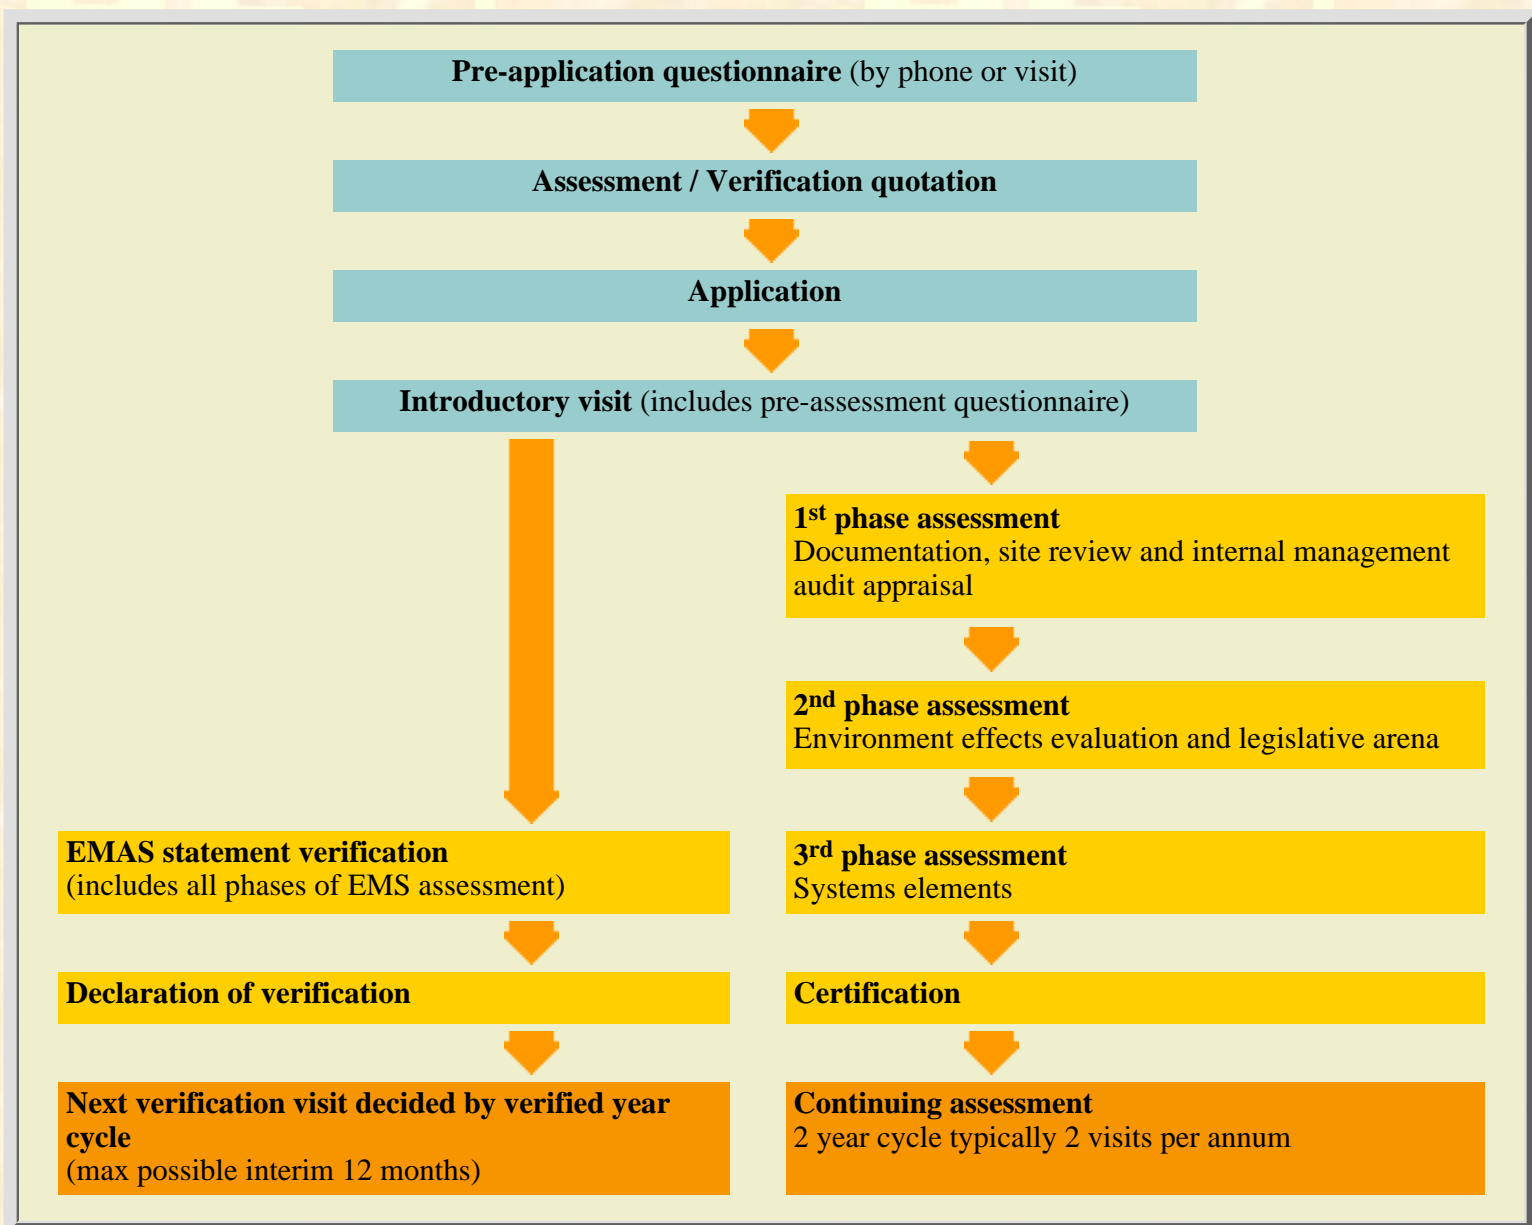 Pre-application questionnaire (by phone or visit)
Assessment / Verification quotation
Application
Introductory visit (includes pre-assessment questionnaire)
1st phase assessment
Documentation, site review and internal management
audit appraisal
2nd phase assessment
Environment effects evaluation and legislative arena
EMAS statement verification
(includes all phases of EMS assessment)
3rd phase assessment
Systems elements
Declaration of verification
Certification
Next verification visit decided by verified year
cycle
(max possible interim 12 months)
Continuing assessment
2 year cycle typically 2 visits per annum